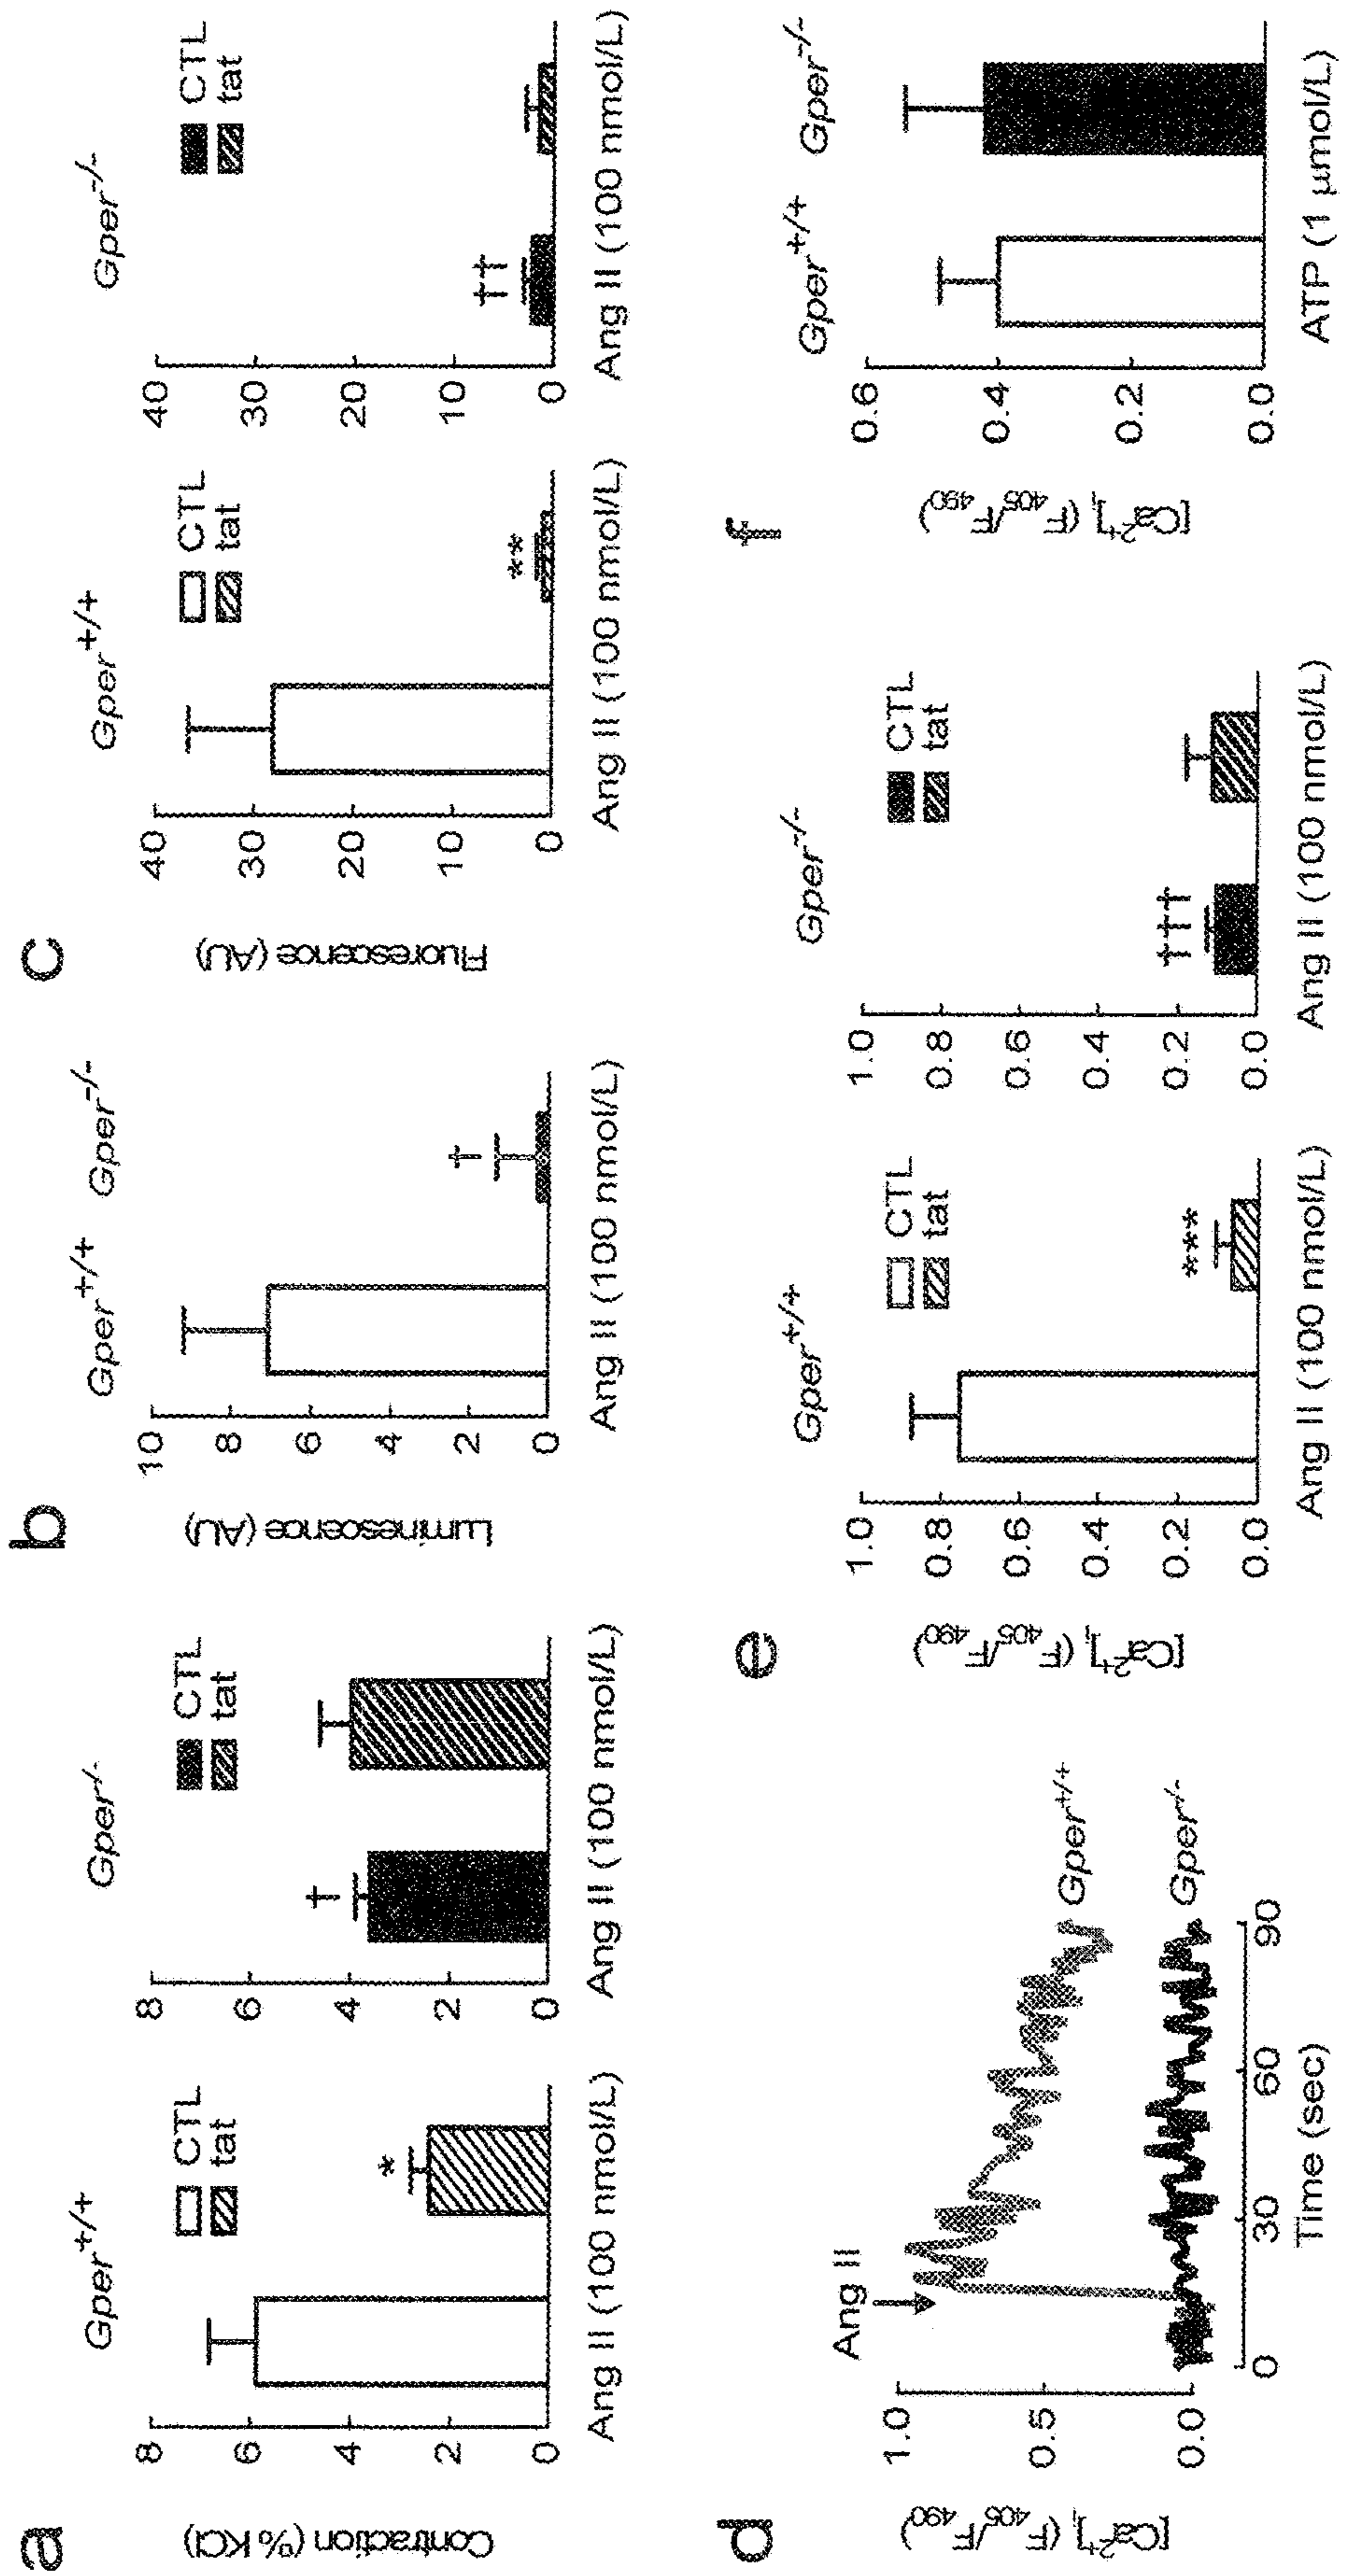 a
Contraction (% KCl)
Gper+/+
CTL
tat
8
6
4
2
0
*
Ang II (100 nmol/L)
Gper-/-
CTL
tat
8
6
4
2
0
†
Ang II (100 nmol/L)
b
Luminescence (AU)
Gper+/+ Gper-/-
10
8
6
4
2
0
†
Ang II (100 nmol/L)
c
Fluorescence (AU)
Gper+/+
CTL
tat
40
30
20
10
0
**
Ang II (100 nmol/L)
Gper-/-
CTL
tat
40
30
20
10
0
††
Ang II (100 nmol/L)
d
[Ca2+]i (F405/F490)
Ang II
1.0
0.5
0.0
Gper+/+
Gper-/-
0 30 60 90
Time (sec)
e
[Ca2+]i (F405/F490)
Gper+/+
CTL
tat
1.0
0.8
0.6
0.4
0.2
0.0
***
Ang II (100 nmol/L)
Gper-/-
CTL
tat
1.0
0.8
0.6
0.4
0.2
0.0
†††
Ang II (100 nmol/L)
f
[Ca2+]i (F405/F490)
Gper+/+ Gper-/-
0.6
0.4
0.2
0.0
ATP (1 µmol/L)